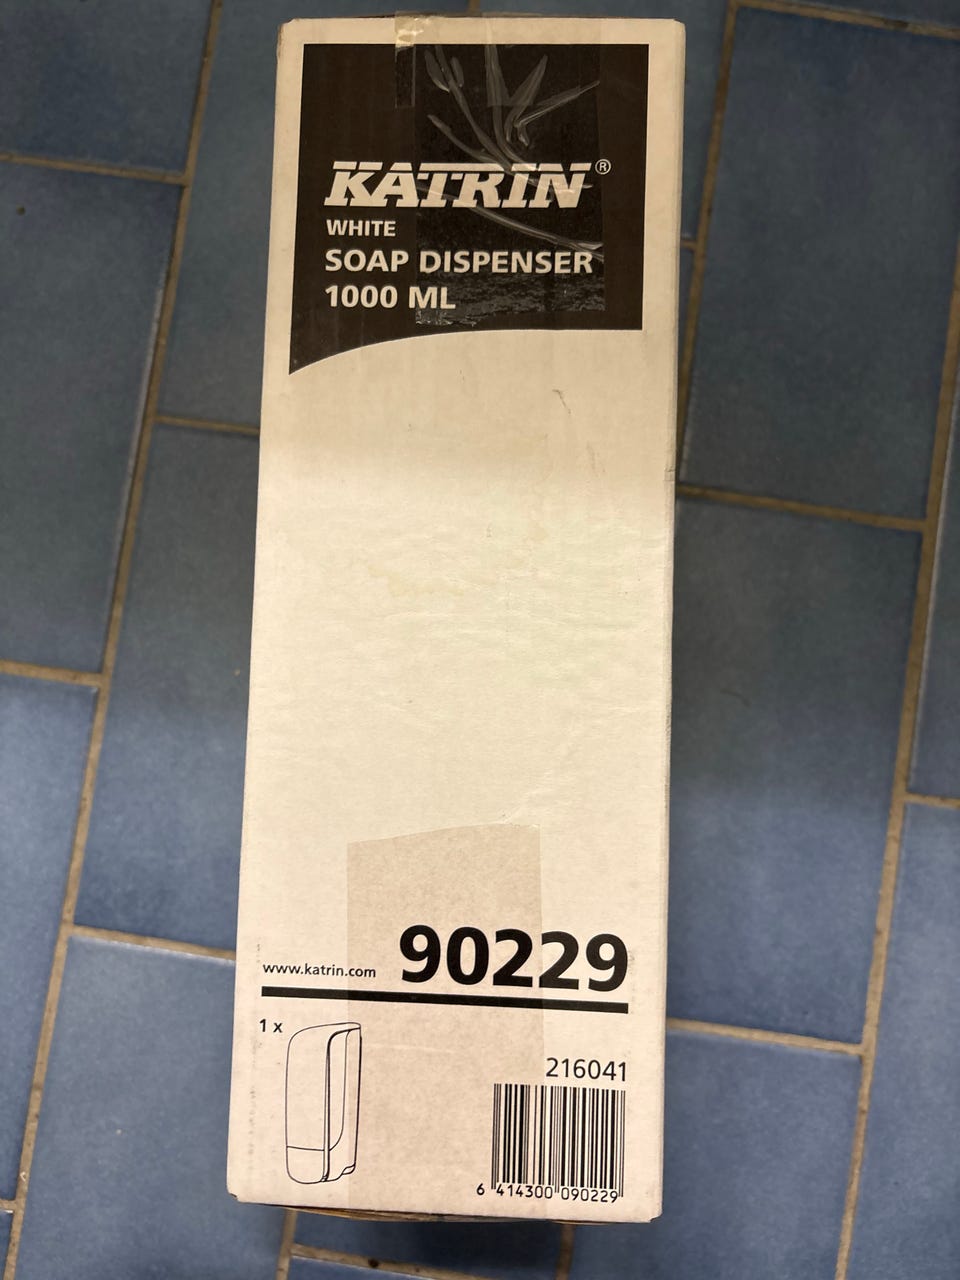 KATRIN®
WHITE
SOAP DISPENSER
1000 ML
www.katrin.com 90229
1 x
216041
6 414300 090229